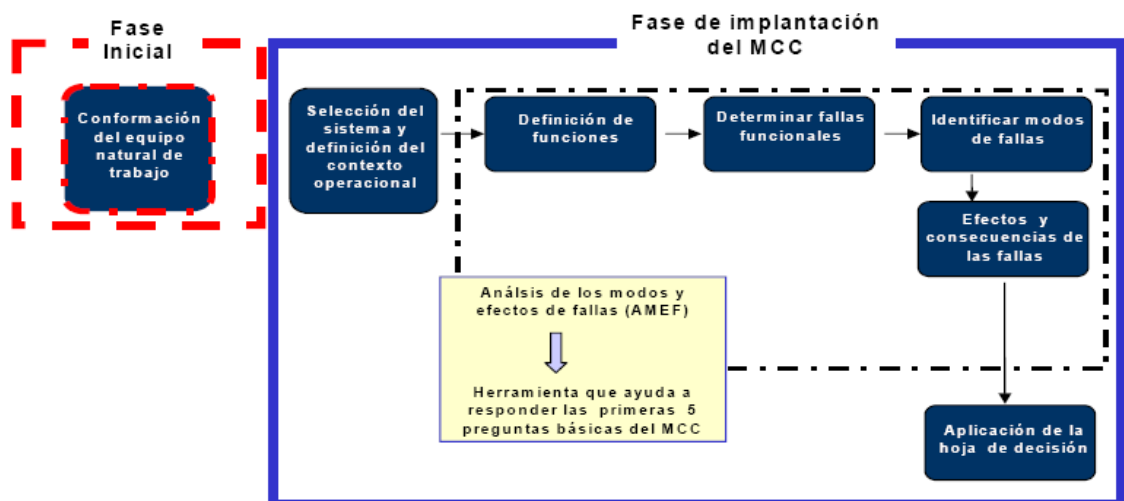 Fase
Inicial
Conformación
del equipo
natural de
trabajo
Fase de implantación
del MCC
Selección del
sistema y
definición del
contexto
operacional
Definición de
funciones
Determinar fallas
funcionales
Identificar modos
de fallas
Efectos y
consecuencias de
las fallas
Análsis de los modos y
efectos de fallas (AMEF)
Herramienta que ayuda a
responder las primeras 5
preguntas básicas del MCC
Aplicación de la
hoja de decisión